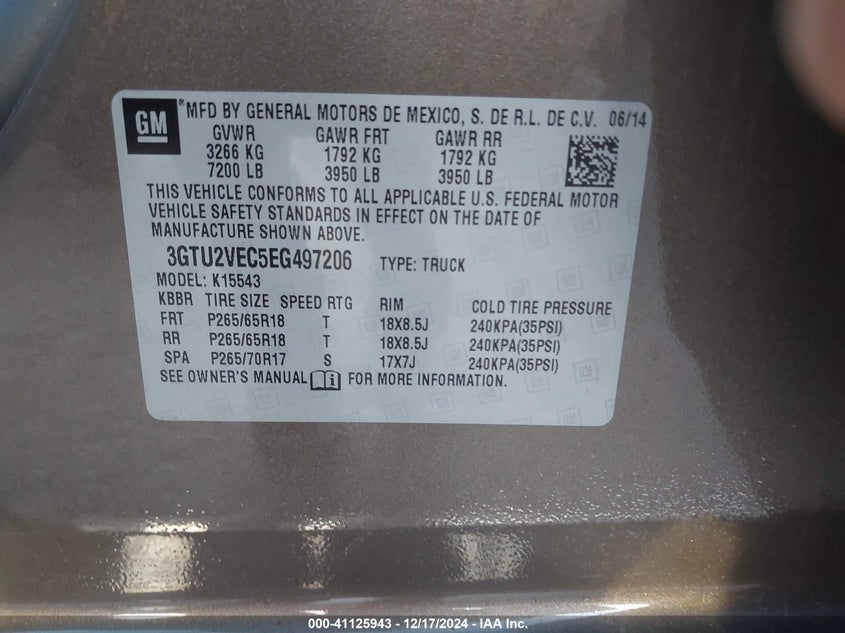 GM ® MFD BY GENERAL MOTORS DE MEXICO, S. DE R.L. DE C.V. 06/14
GVWR GAWR FRT GAWR RR
3266 KG 1792 KG 1792 KG
7200 LB 3950 LB 3950 LB
THIS VEHICLE CONFORMS TO ALL APPLICABLE U.S. FEDERAL MOTOR
VEHICLE SAFETY STANDARDS IN EFFECT ON THE DATE OF
MANUFACTURE SHOWN ABOVE.
3GTU2VEC5EG497206 TYPE: TRUCK
MODEL: K15543
KBBR TIRE SIZE SPEED RTG RIM COLD TIRE PRESSURE
FRT P265/65R18 T 18X8.5J 240KPA(35PSI)
RR P265/65R18 T 18X8.5J 240KPA(35PSI)
SPA P265/70R17 S 17X7J 240KPA(35PSI)
SEE OWNER'S MANUAL FOR MORE INFORMATION.
000-41125943 - 12/17/2024 - IAA, Inc.